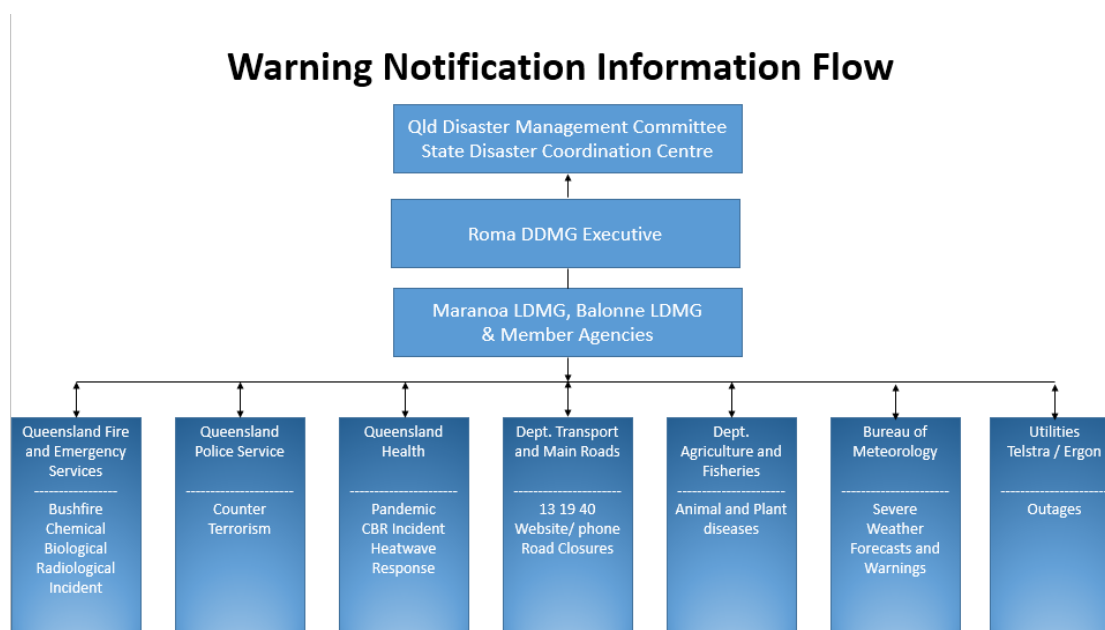 Warning Notification Information Flow
Qld Disaster Management Committee
State Disaster Coordination Centre
Roma DDMG Executive
Maranoa LDMG, Balonne LDMG
& Member Agencies
Queensland Fire
and Emergency
Services
------------------
Bushfire
Chemical
Biological
Radiological
Incident
Queensland
Police Service
-----------------------
Counter
Terrorism
Queensland
Health
-----------------------
Pandemic
CBR Incident
Heatwave
Response
Dept. Transport
and Main Roads
-----------------------
13 19 40
Website/ phone
Road Closures
Dept.
Agriculture and
Fisheries
------------------
Animal and Plant
diseases
Bureau of
Meteorology
-----------------------
Severe
Weather
Forecasts and
Warnings
Utilities
Telstra / Ergon
-----------------------
Outages